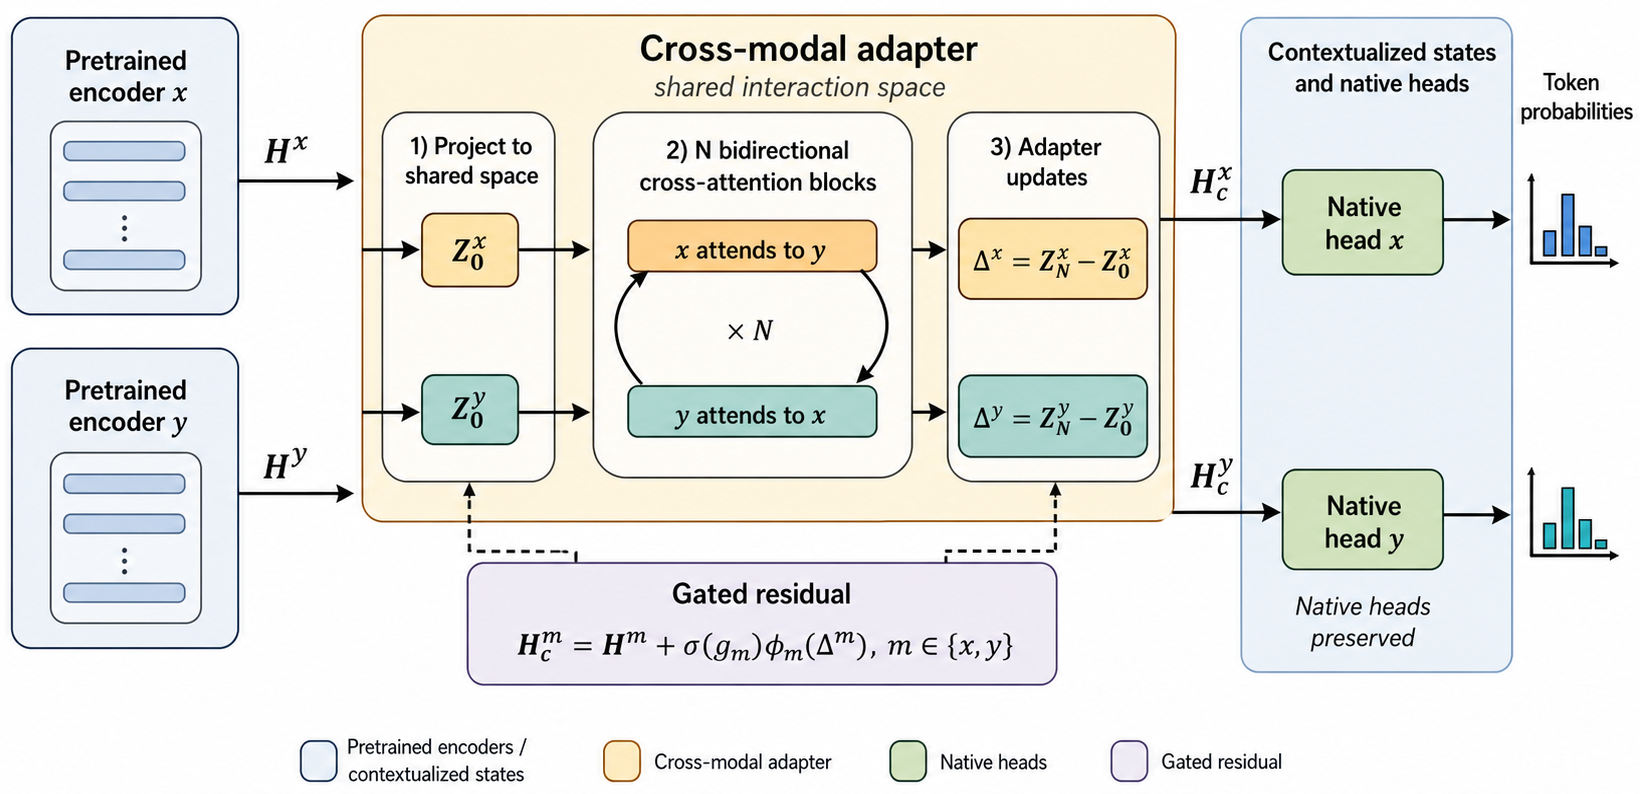 Pretrained
encoder x
H^x
Pretrained
encoder y
H^y
Cross-modal adapter
shared interaction space
1) Project to
shared space
Z_0^x
Z_0^y
2) N bidirectional
cross-attention blocks
x attends to y
× N
y attends to x
3) Adapter
updates
Δ^x = Z_N^x − Z_0^x
Δ^y = Z_N^y − Z_0^y
Gated residual
H_c^m = H^m + σ(g_m)ϕ_m(Δ^m), m ∈ {x, y}
H_c^x
H_c^y
Contextualized states
and native heads
Native
head x
Native
head y
Native heads
preserved
Token
probabilities
Pretrained encoders /
contextualized states
Cross-modal adapter
Native heads
Gated residual